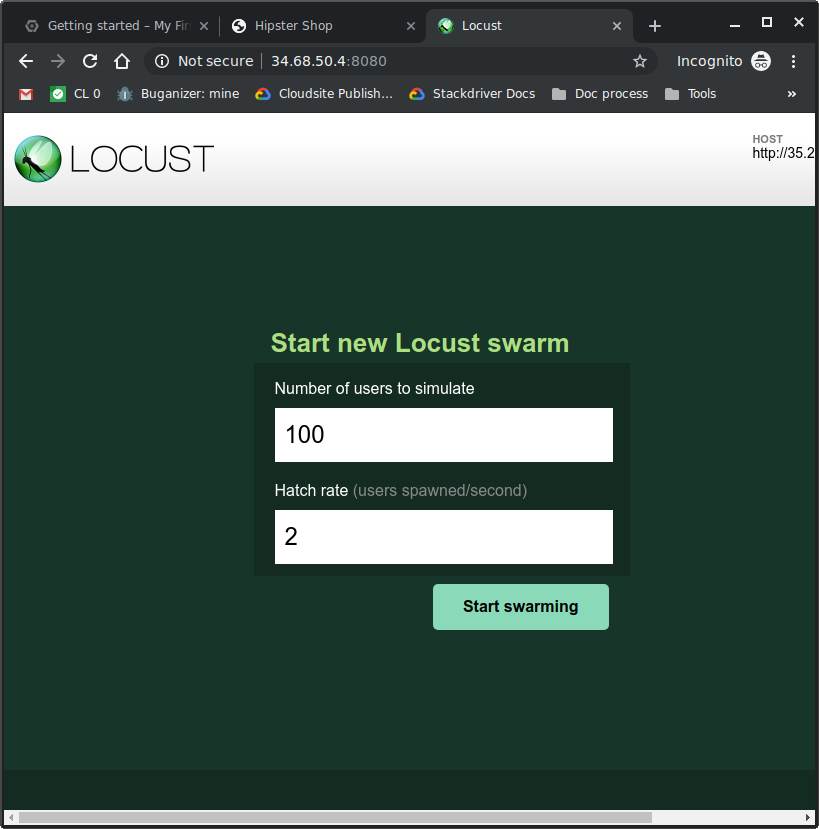 Getting started – My Fir
Hipster Shop
Locust
Not secure
34.68.50.4:8080
Incognito
CL 0
Buganizer: mine
Cloudsite Publish...
Stackdriver Docs
Doc process
Tools
»
LOCUST
HOST
http://35.2
Start new Locust swarm
Number of users to simulate
100
Hatch rate (users spawned/second)
2
Start swarming